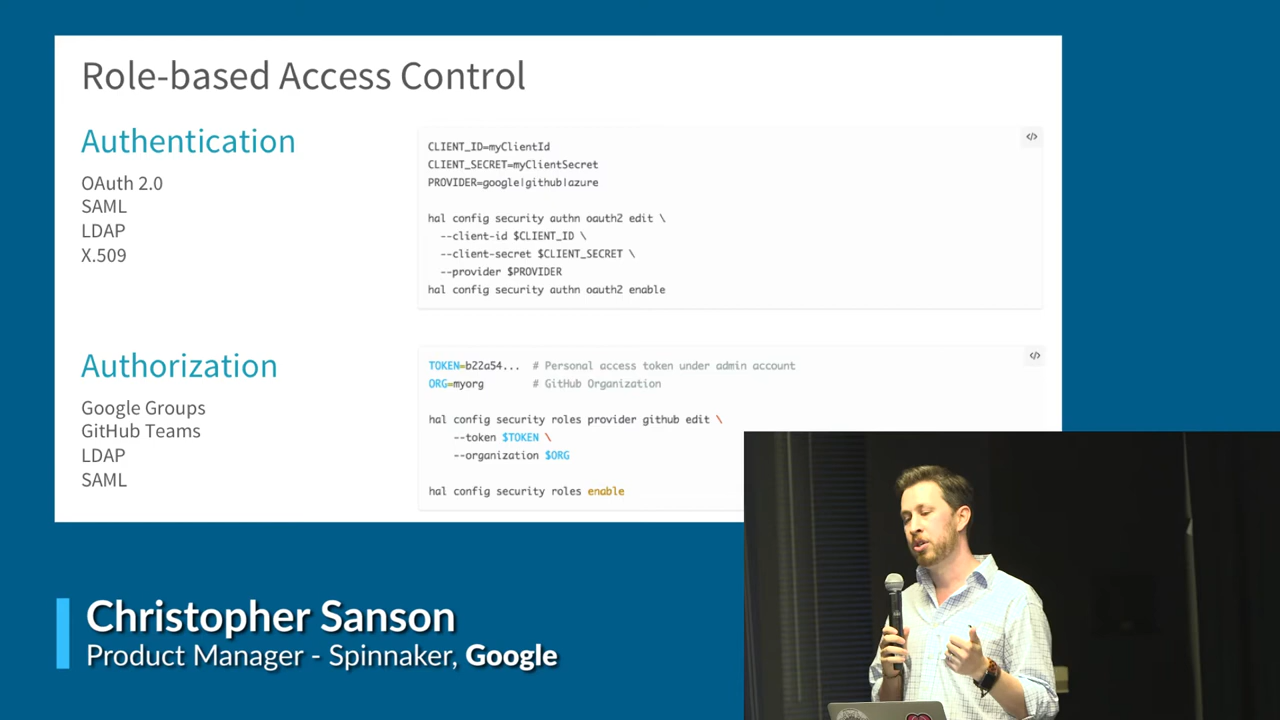 Role-based Access Control
Authentication
OAuth 2.0
SAML
LDAP
X.509
</>
CLIENT_ID=myClientId
CLIENT_SECRET=myClientSecret
PROVIDER=google|github|azure
hal config security authn oauth2 edit \
--client-id $CLIENT_ID \
--client-secret $CLIENT_SECRET \
--provider $PROVIDER
hal config security authn oauth2 enable
Authorization
Google Groups
GitHub Teams
LDAP
SAML
</>
TOKEN=b22a54... # Personal access token under admin account
ORG=myorg # GitHub Organization
hal config security roles provider github edit \
--token $TOKEN \
--organization $ORG
hal config security roles enable
Christopher Sanson
Product Manager - Spinnaker, Google